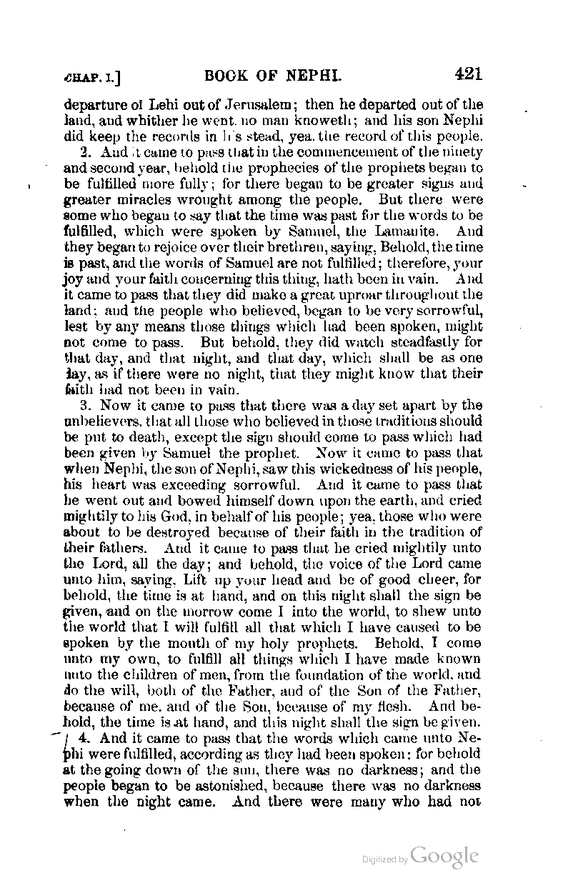 CHAP. I.] BOOK OF NEPHI. 421
departure of Lehi out of Jerusalem; then he departed out of the
land, and whither he went, no man knoweth; and his son Nephi
did keep the records in his stead, yea, the record of this people.
2. And it came to pass that in the commencement of the ninety
and second year, behold the prophecies of the prophets began to
be fulfilled more fully; for there began to be greater signs and
greater miracles wrought among the people. But there were
some who began to say that the time was past for the words to be
fulfilled, which were spoken by Samuel, the Lamanite. And
they began to rejoice over their brethren, saying, Behold, the time
is past, and the words of Samuel are not fulfilled; therefore, your
joy and your faith concerning this thing, hath been in vain. And
it came to pass that they did make a great uproar throughout the
land; and the people who believed, began to be very sorrowful,
lest by any means those things which had been spoken, might
not come to pass. But behold, they did watch steadfastly for
that day, and that night, and that day, which shall be as one
day, as if there were no night, that they might know that their
faith had not been in vain.
3. Now it came to pass that there was a day set apart by the
unbelievers, that all those who believed in those traditions should
be put to death, except the sign should come to pass which had
been given by Samuel the prophet. Now it came to pass that
when Nephi, the son of Nephi, saw this wickedness of his people,
his heart was exceeding sorrowful. And it came to pass that
he went out and bowed himself down upon the earth, and cried
mightily to his God, in behalf of his people; yea, those who were
about to be destroyed because of their faith in the tradition of
their fathers. And it came to pass that he cried mightily unto
the Lord, all the day; and behold, the voice of the Lord came
unto him, saying, Lift up your head and be of good cheer, for
behold, the time is at hand, and on this night shall the sign be
given, and on the morrow come I into the world, to shew unto
the world that I will fulfill all that which I have caused to be
spoken by the mouth of my holy prophets. Behold, I come
unto my own, to fulfill all things which I have made known
unto the children of men, from the foundation of the world, and
do the will, both of the Father, and of the Son of the Father,
because of me, and of the Son, because of my flesh. And be-
hold, the time is at hand, and this night shall the sign be given.
4. And it came to pass that the words which came unto Ne-
phi were fulfilled, according as they had been spoken; for behold
at the going down of the sun, there was no darkness; and the
people began to be astonished, because there was no darkness
when the night came. And there were many who had not
Digitized by Google